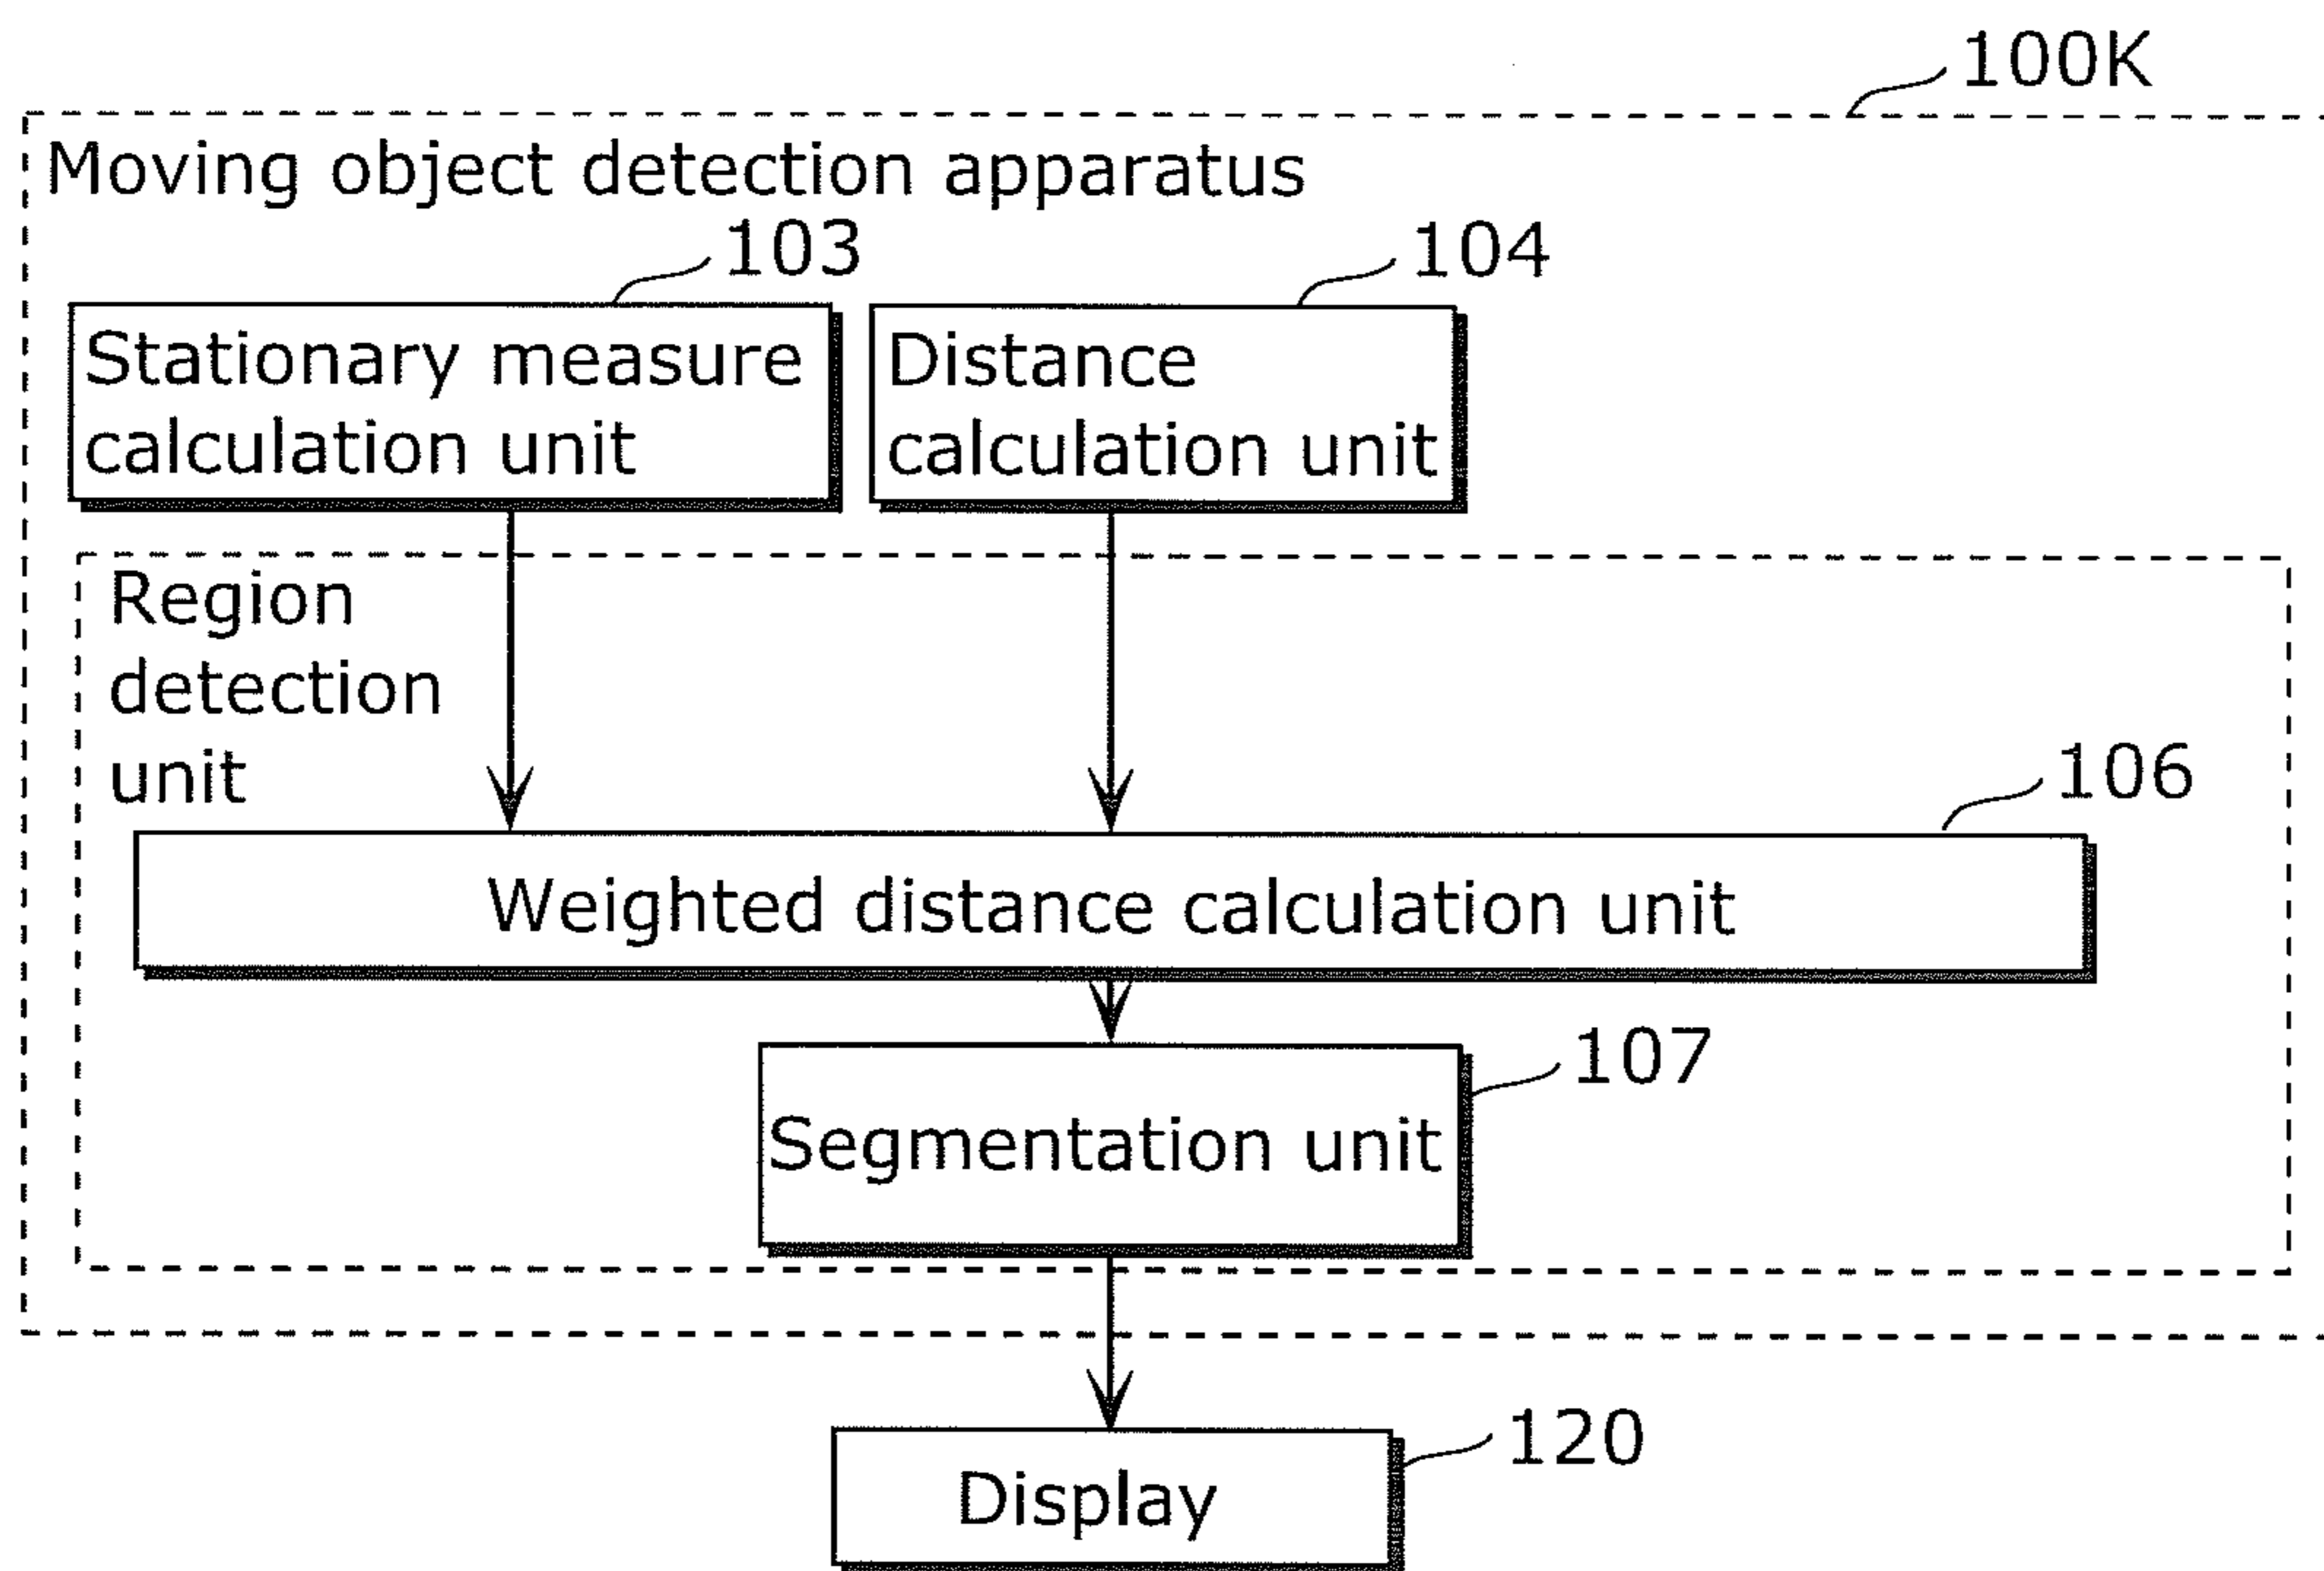 100K
Moving object detection apparatus
103
104
Stationary measure
calculation unit
Distance
calculation unit
Region
detection
unit
106
Weighted distance calculation unit
107
Segmentation unit
120
Display